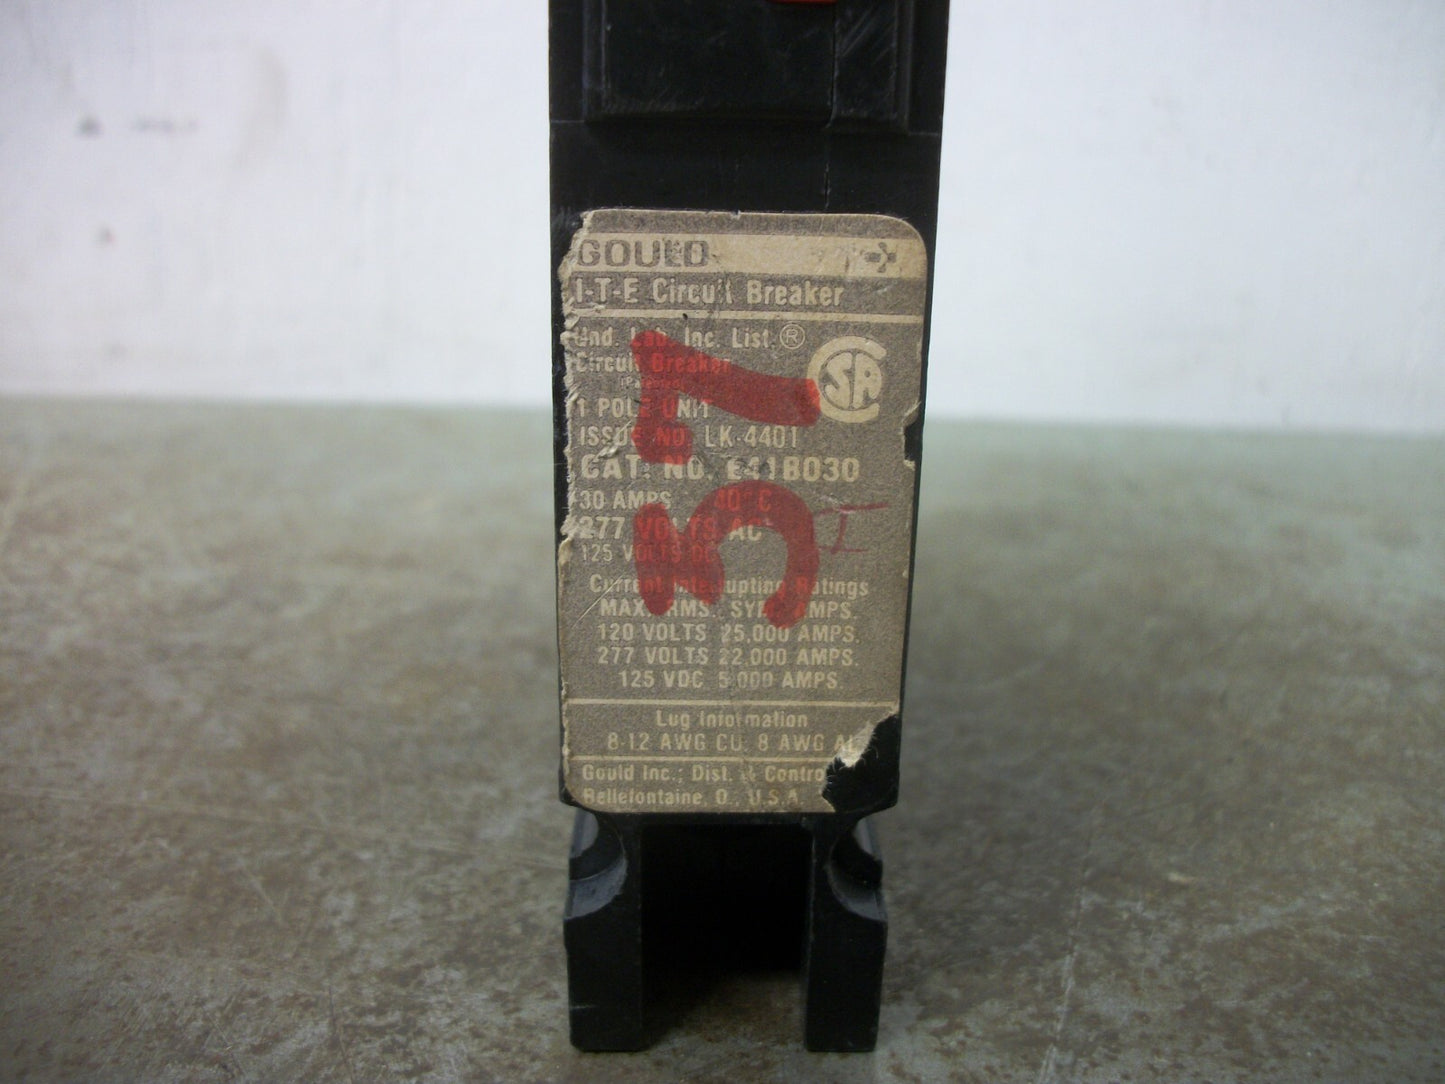 GOULD
I-T-E Circuit Breaker
Und. Lab. Inc. List. ®
Circuit Breaker
CSA
1 POLE UNIT
ISSUE NO. LK-4401
CAT. NO. E41B030
30 AMPS 40°C
277 VOLTS AC
125 VOLTS DC
Current Interrupting Ratings
MAX. RMS. SYM. AMPS.
120 VOLTS 25,000 AMPS.
277 VOLTS 22,000 AMPS.
125 VDC 5,000 AMPS.
Lug Information
8-12 AWG CU, 8 AWG AL
Gould Inc., Dist. & Contro
Bellefontaine, O., U.S.A.